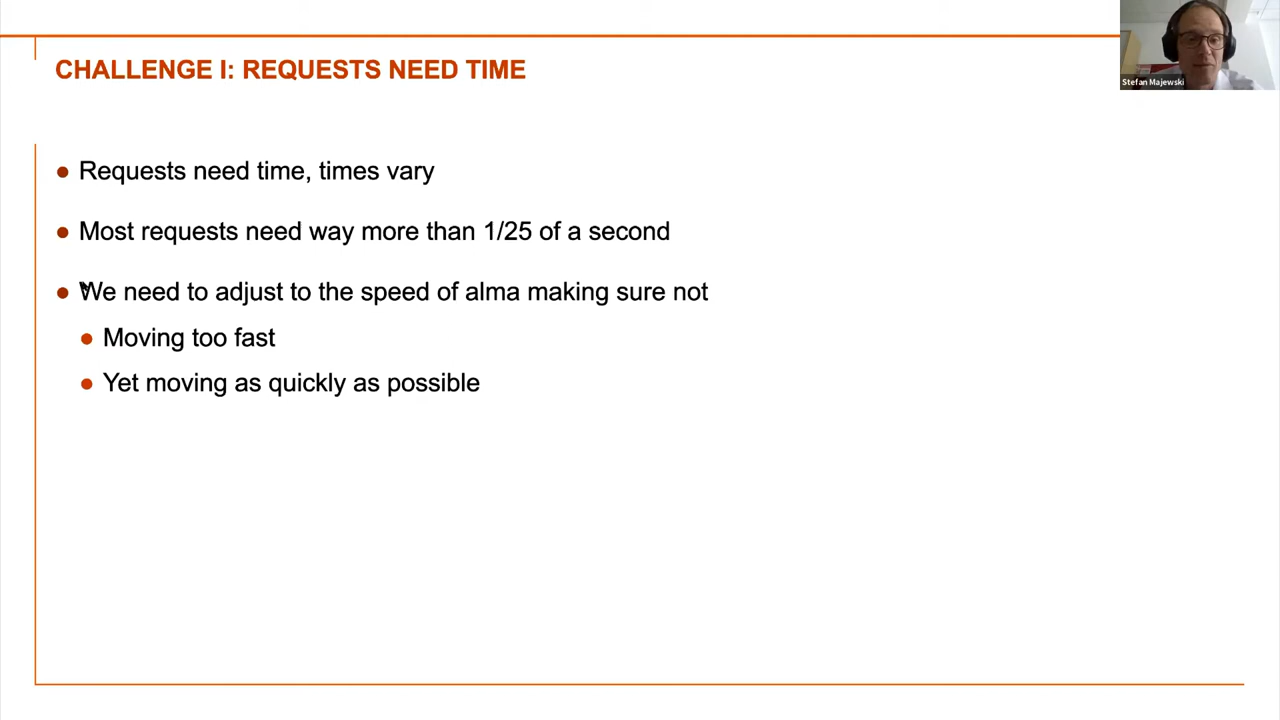 CHALLENGE I: REQUESTS NEED TIME
Stefan Majewski
Requests need time, times vary
Most requests need way more than 1/25 of a second
We need to adjust to the speed of alma making sure not
Moving too fast
Yet moving as quickly as possible